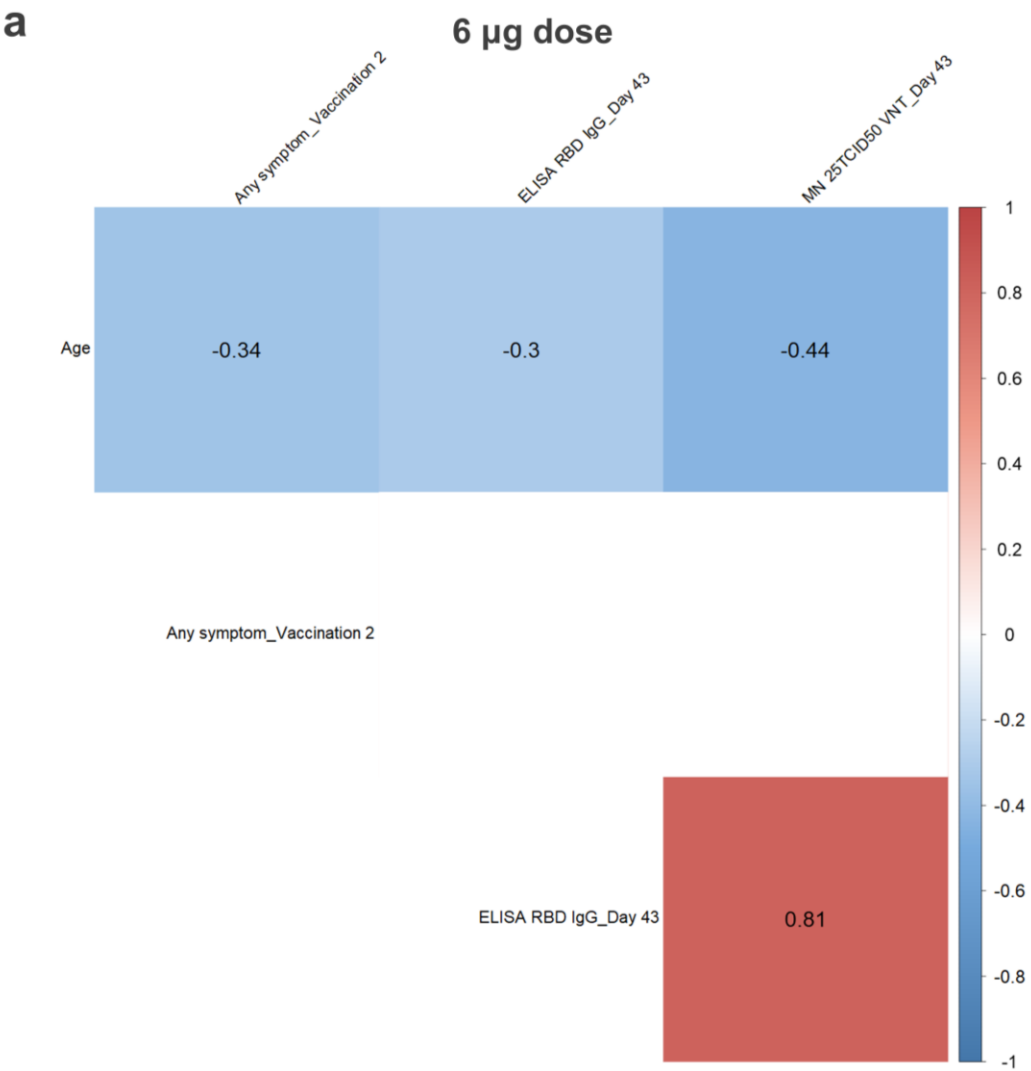 a
6 µg dose
Any symptom_Vaccination 2
ELISA RBD IgG_Day 43
MN 25TCID50 VNT_Day 43
Age
-0.34
-0.3
-0.44
Any symptom_Vaccination 2
ELISA RBD IgG_Day 43
0.81
1
0.8
0.6
0.4
0.2
0
-0.2
-0.4
-0.6
-0.8
-1